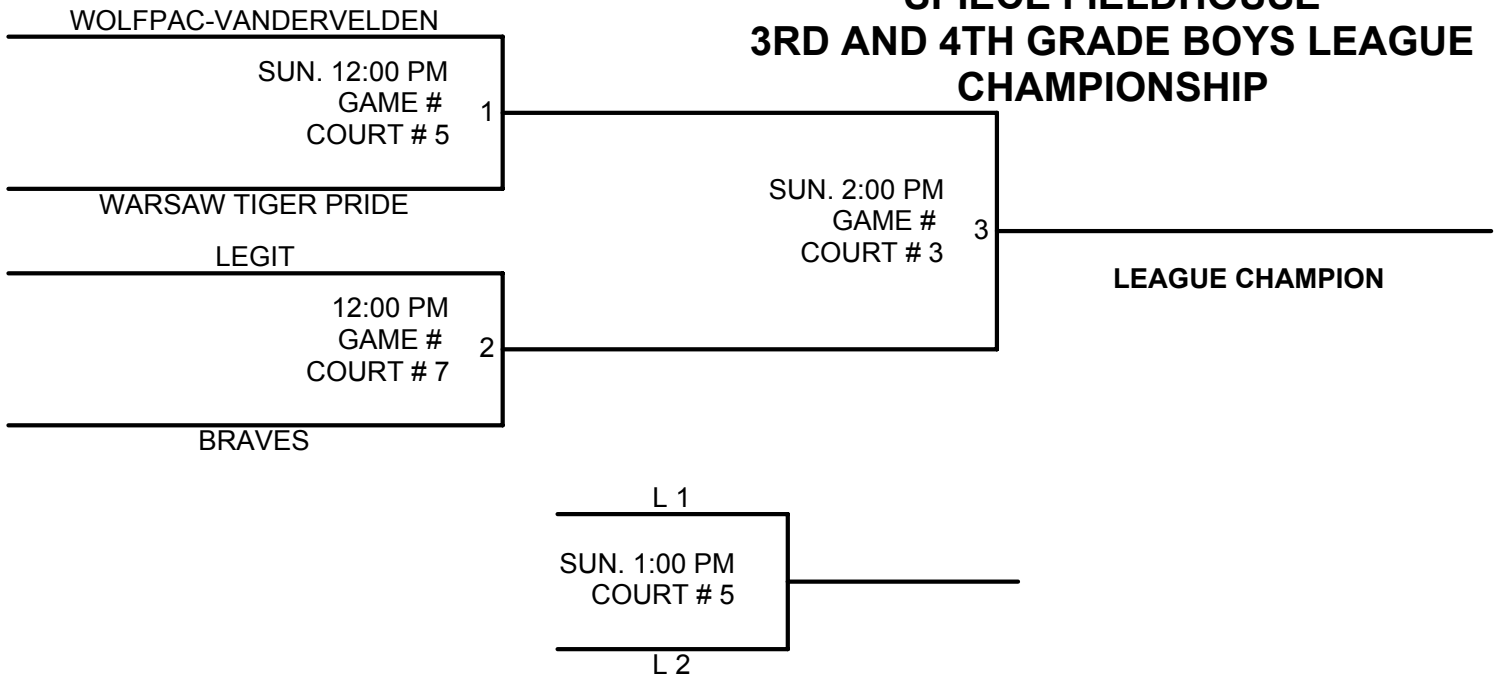 SPIECE FIELDHOUSE
3RD AND 4TH GRADE BOYS LEAGUE
CHAMPIONSHIP
WOLFPAC-VANDERVELDEN
SUN. 12:00 PM
GAME # 1
COURT # 5
WARSAW TIGER PRIDE
LEGIT
12:00 PM
GAME # 2
COURT # 7
BRAVES
SUN. 2:00 PM
GAME # 3
COURT # 3
LEAGUE CHAMPION
L 1
SUN. 1:00 PM
COURT # 5
L 2